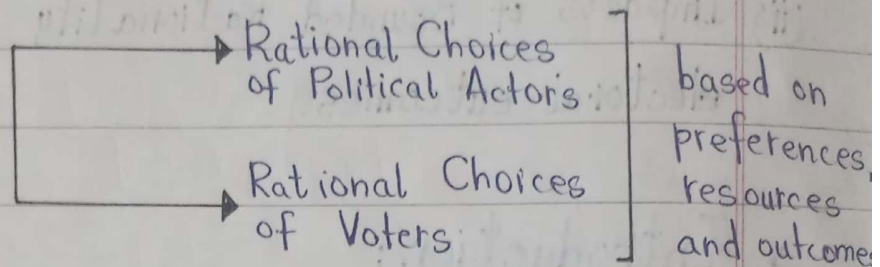 Rational Choices
of Political Actors
Rational Choices
of Voters
based on
preferences,
resources
and outcomes